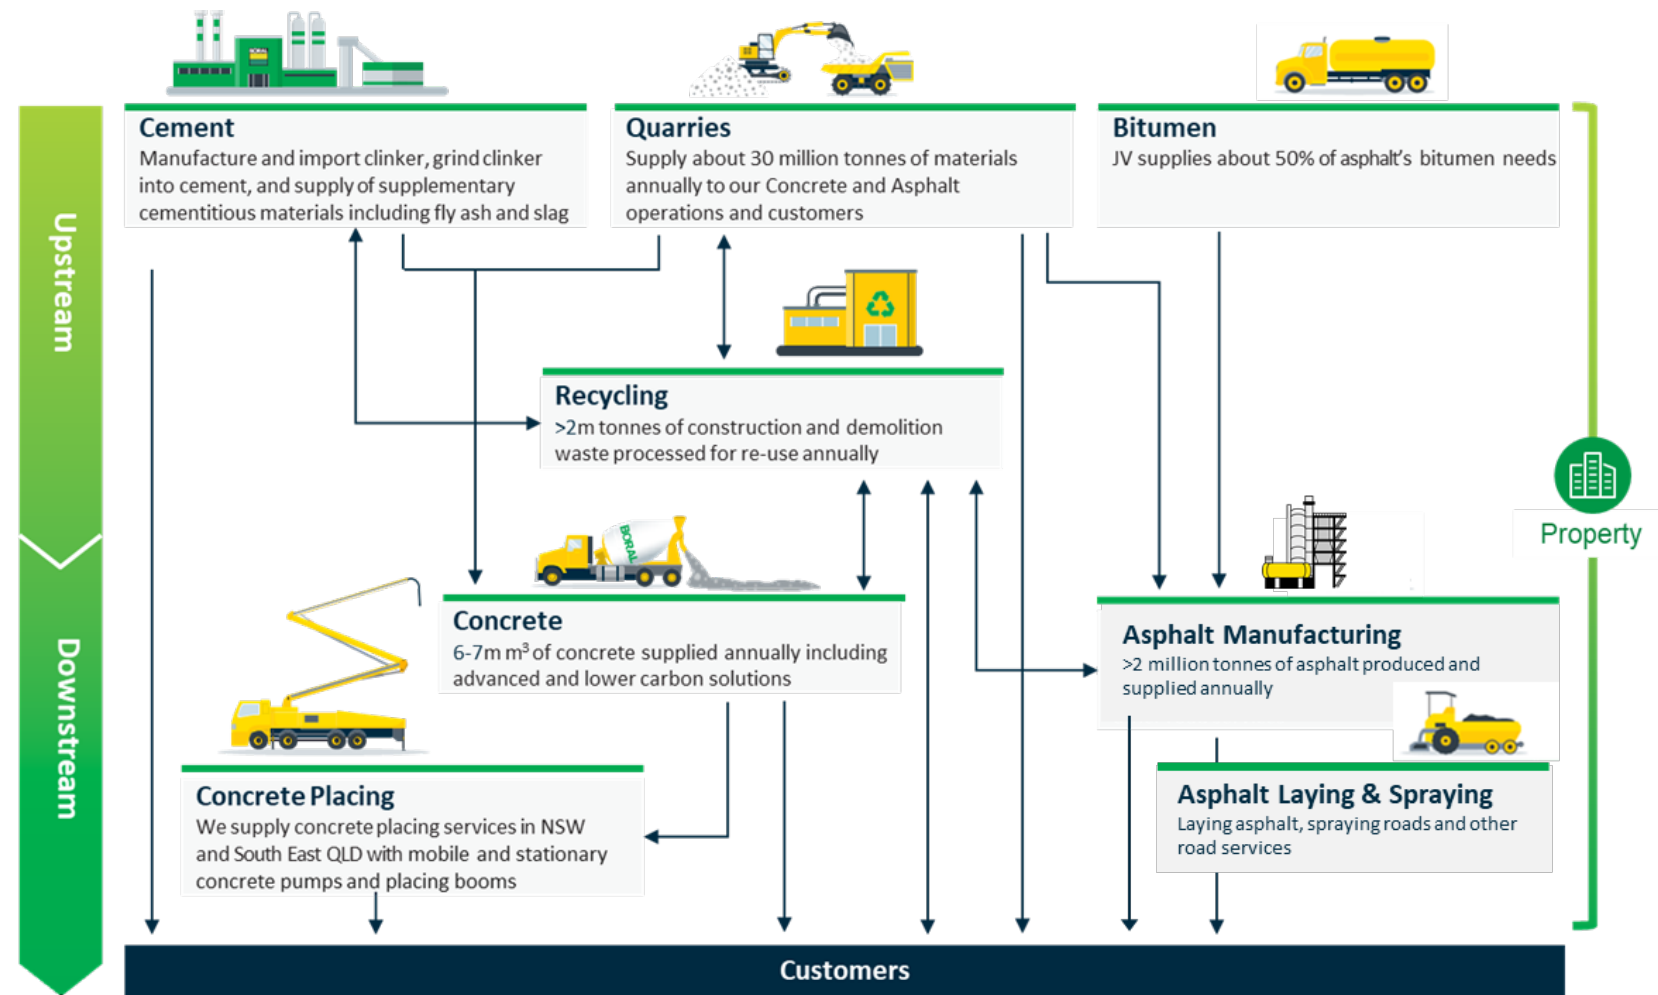 BORAL
Cement
Manufacture and import clinker, grind clinker
into cement, and supply of supplementary
cementitious materials including fly ash and slag
Quarries
Supply about 30 million tonnes of materials
annually to our Concrete and Asphalt
operations and customers
Bitumen
JV supplies about 50% of asphalt's bitumen needs
Upstream
Recycling
>2m tonnes of construction and demolition
waste processed for re-use annually
Property
BORAL
Concrete
6-7m m³ of concrete supplied annually including
advanced and lower carbon solutions
Asphalt Manufacturing
>2 million tonnes of asphalt produced and
supplied annually
Downstream
Concrete Placing
We supply concrete placing services in NSW
and South East QLD with mobile and stationary
concrete pumps and placing booms
Asphalt Laying & Spraying
Laying asphalt, spraying roads and other
road services
Customers